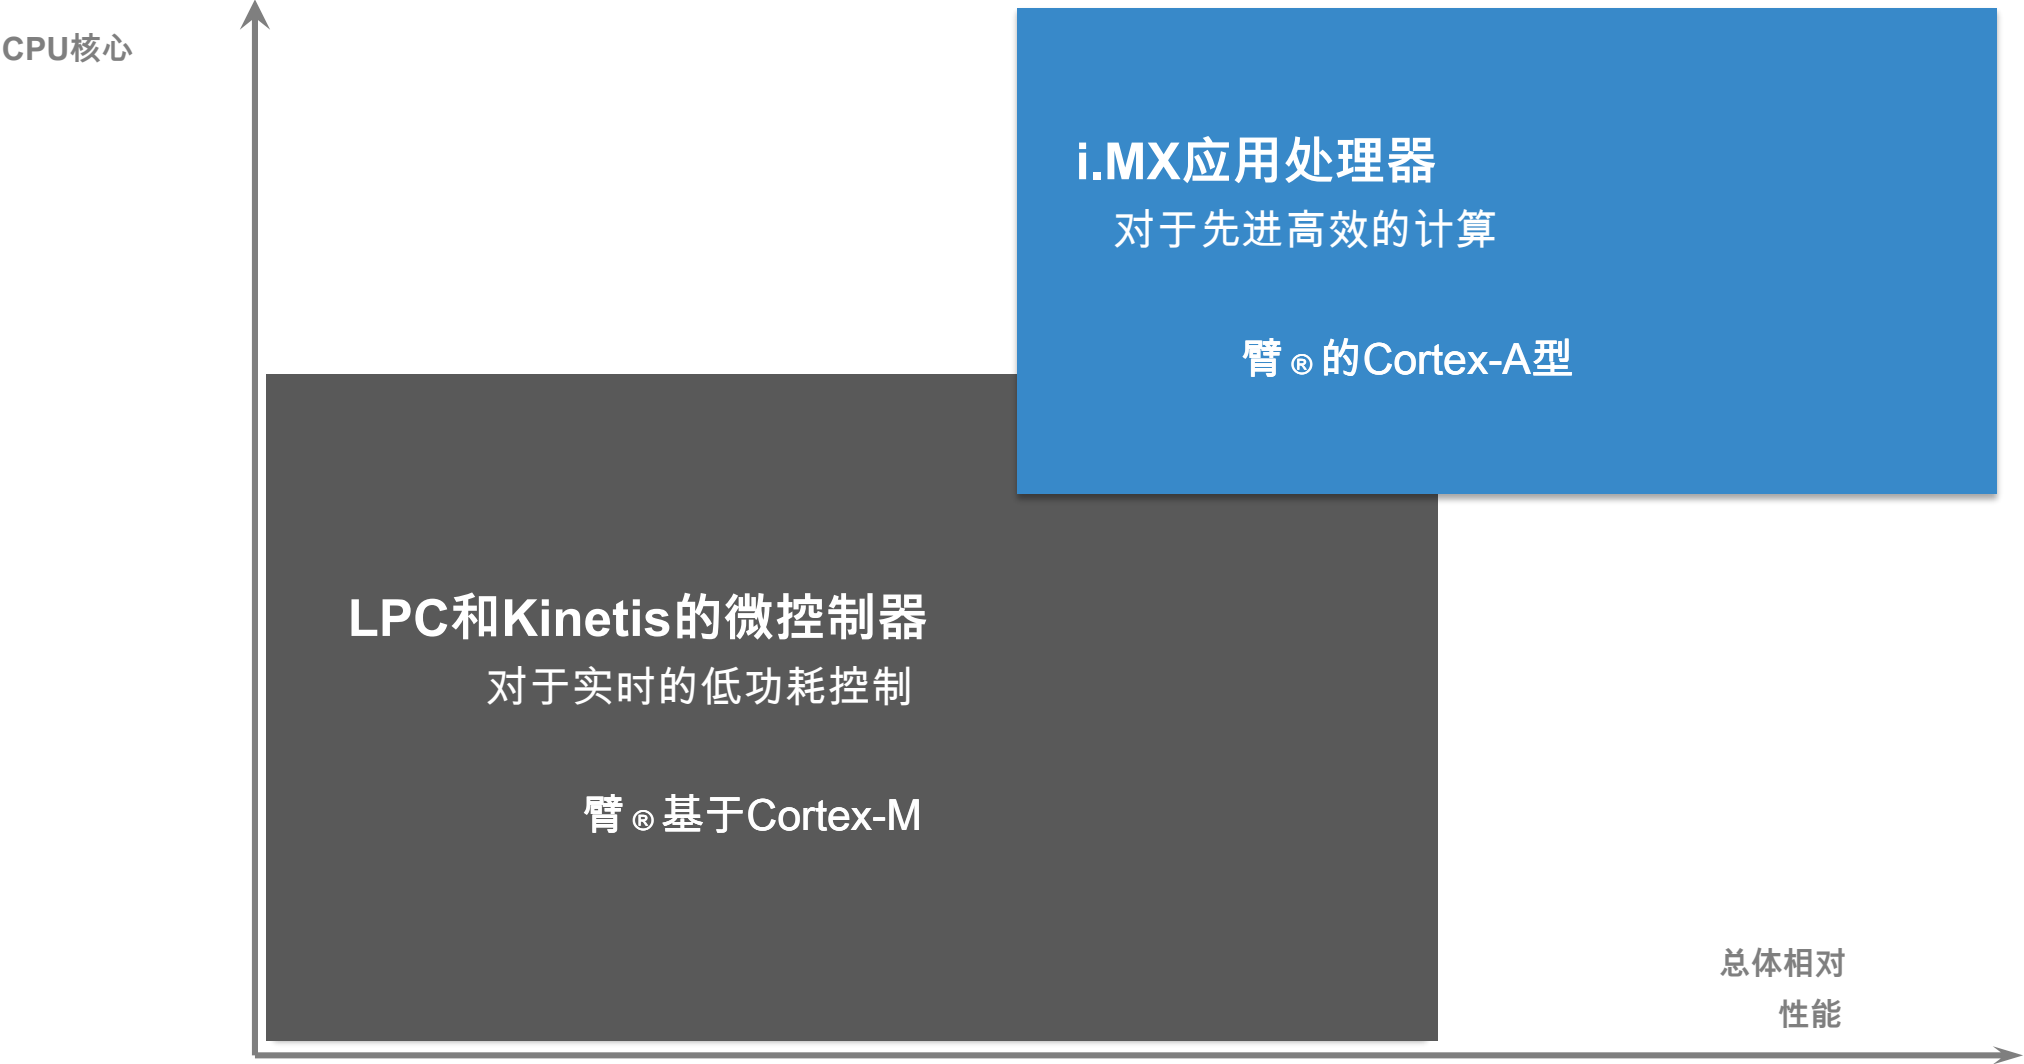 CPU核心
i.MX应用处理器
对于先进高效的计算
臂®的Cortex-A型
LPC和Kinetis的微控制器
对于实时的低功耗控制
臂®基于Cortex-M
总体相对
性能